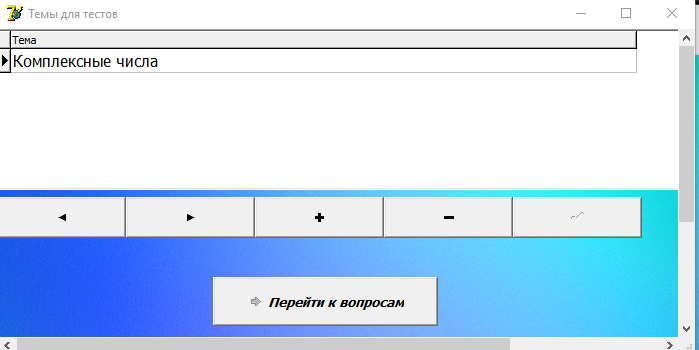 Темы для тестов
Тема
Комплексные числа
Перейти к вопросам